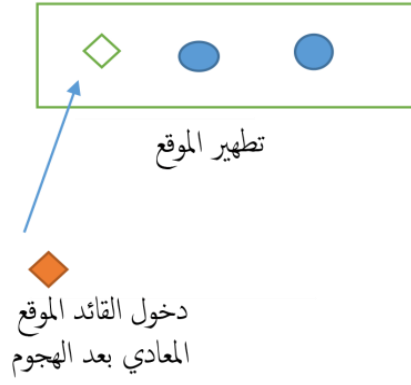 تطهير الموقع
دخول القائد الموقع
المعادي بعد الهجوم